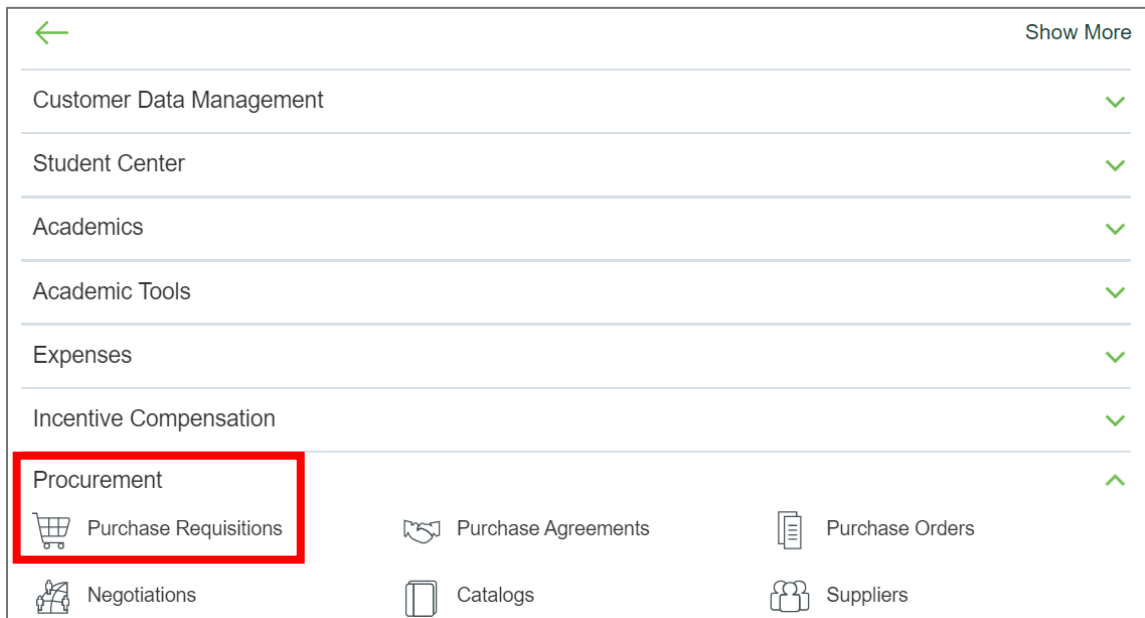 Show More
Customer Data Management
Student Center
Academics
Academic Tools
Expenses
Incentive Compensation
Procurement
Purchase Requisitions Purchase Agreements Purchase Orders
Negotiations Catalogs Suppliers